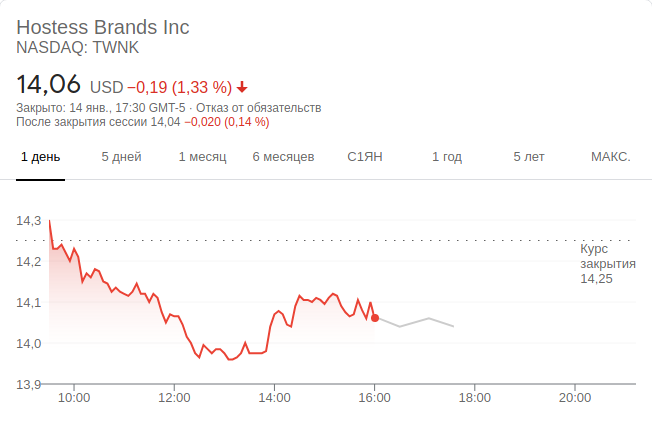 Hostess Brands Inc
NASDAQ: TWNK
14,06 USD −0,19 (1,33 %)
Закрыто: 14 янв., 17:30 GMT-5 · Отказ от обязательств
После закрытия сессии 14,04 −0,020 (0,14 %)
1 день 5 дней 1 месяц 6 месяцев С1ЯН 1 год 5 лет МАКС.
14,3
Курс
закрытия
14,25
14,2
14,1
14,0
13,9
10:00 12:00 14:00 16:00 18:00 20:00